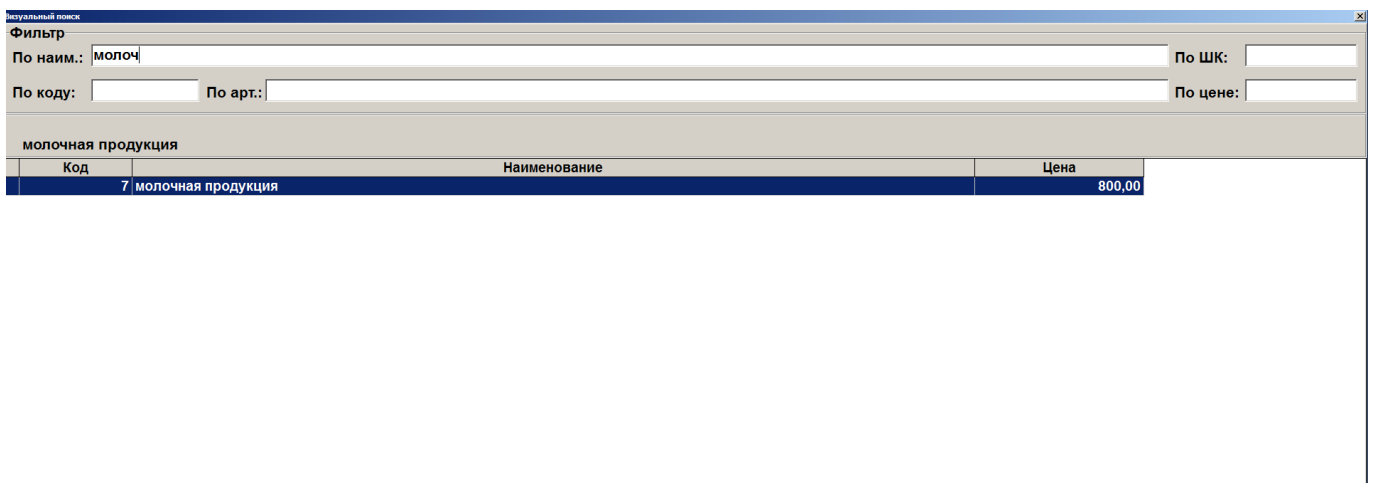 Визуальный поиск
Фильтр
По наим.: молоч По ШК:
По коду: По арт.: По цене:
молочная продукция
Код Наименование Цена
7 молочная продукция 800,00